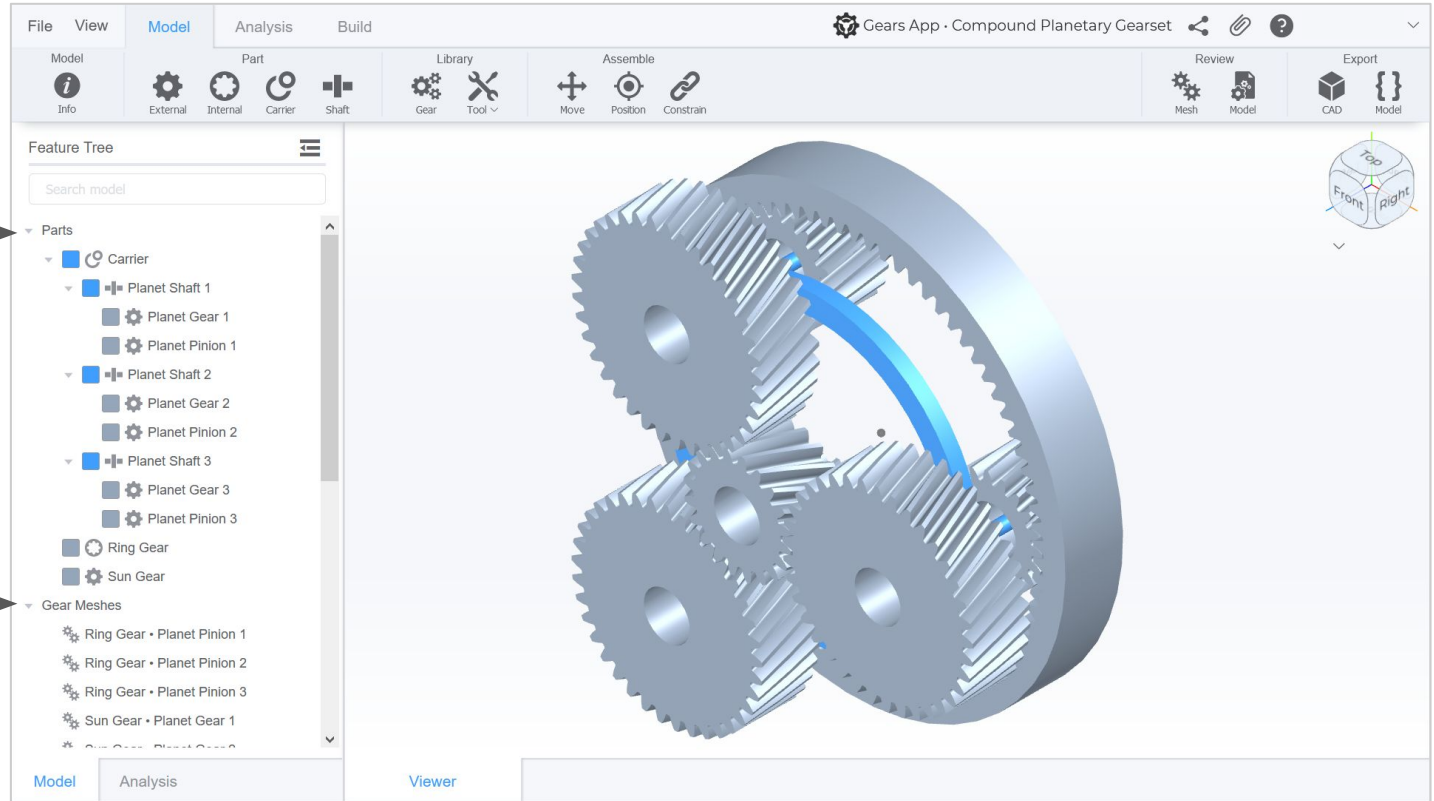 File View Model Analysis Build Gears App • Compound Planetary Gearset
Model Part Library Assemble Review Export
Info External Internal Carrier Shaft Gear Tool Move Position Constrain Mesh Model CAD Model
Feature Tree
Search model
Parts
Carrier
Planet Shaft 1
Planet Gear 1
Planet Pinion 1
Planet Shaft 2
Planet Gear 2
Planet Pinion 2
Planet Shaft 3
Planet Gear 3
Planet Pinion 3
Ring Gear
Sun Gear
Gear Meshes
Ring Gear • Planet Pinion 1
Ring Gear • Planet Pinion 2
Ring Gear • Planet Pinion 3
Sun Gear • Planet Gear 1
Top
Front Right
Model Analysis Viewer